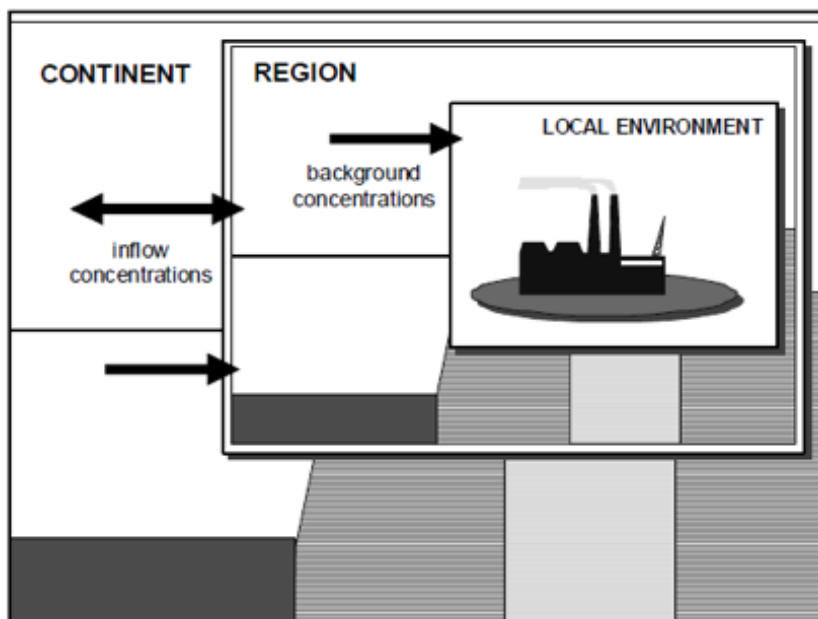 CONTINENT
REGION
LOCAL ENVIRONMENT
background
concentrations
inflow
concentrations